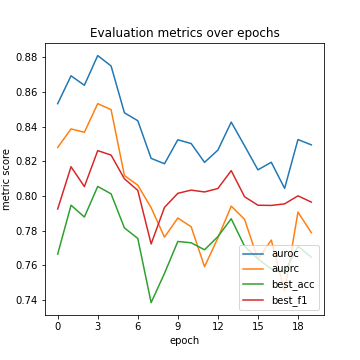 Evaluation metrics over epochs
metric score
0.88
0.86
0.84
0.82
0.80
0.78
0.76
0.74
auroc
auprc
best_acc
best_f1
0 3 6 9 12 15 18
epoch